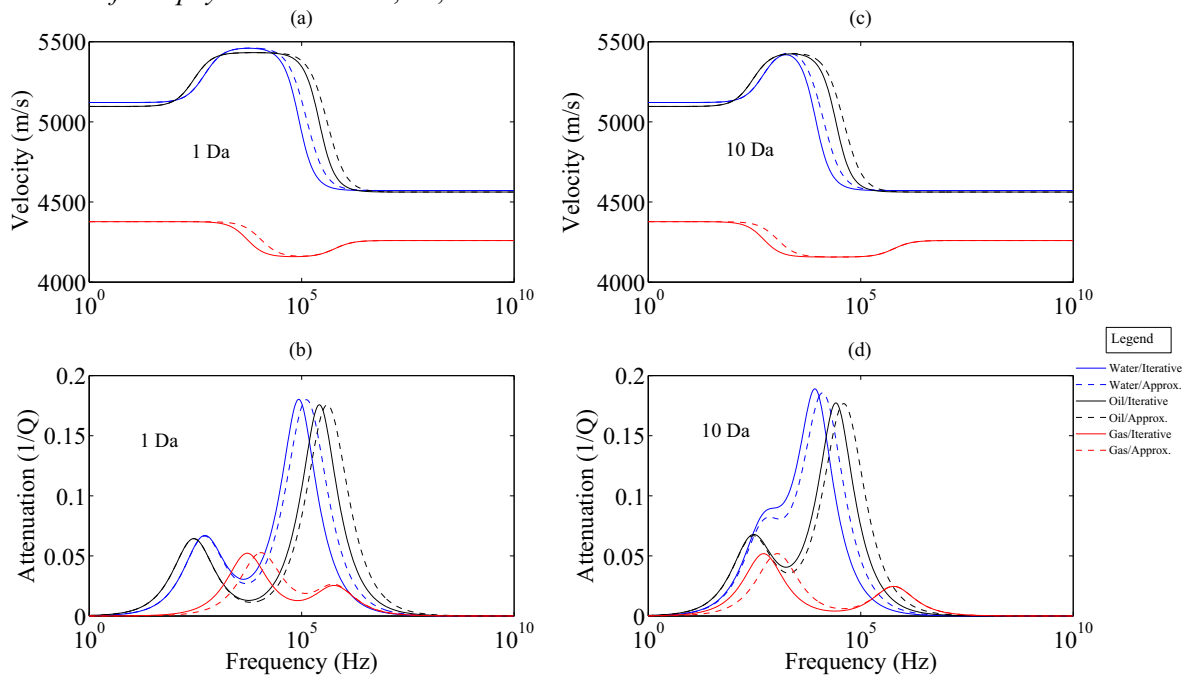 (a)
5500
5000
4500
4000
Velocity (m/s)
1 Da
10^0
10^5
10^10
(c)
5500
5000
4500
4000
Velocity (m/s)
10 Da
10^0
10^5
10^10
(b)
0.2
0.15
0.1
0.05
0
Attenuation (1/Q)
1 Da
10^0
10^5
10^10
Frequency (Hz)
(d)
0.2
0.15
0.1
0.05
0
Attenuation (1/Q)
10 Da
10^0
10^5
10^10
Frequency (Hz)
Legend
Water/Iterative
Water/Approx.
Oil/Iterative
Oil/Approx.
Gas/Iterative
Gas/Approx.